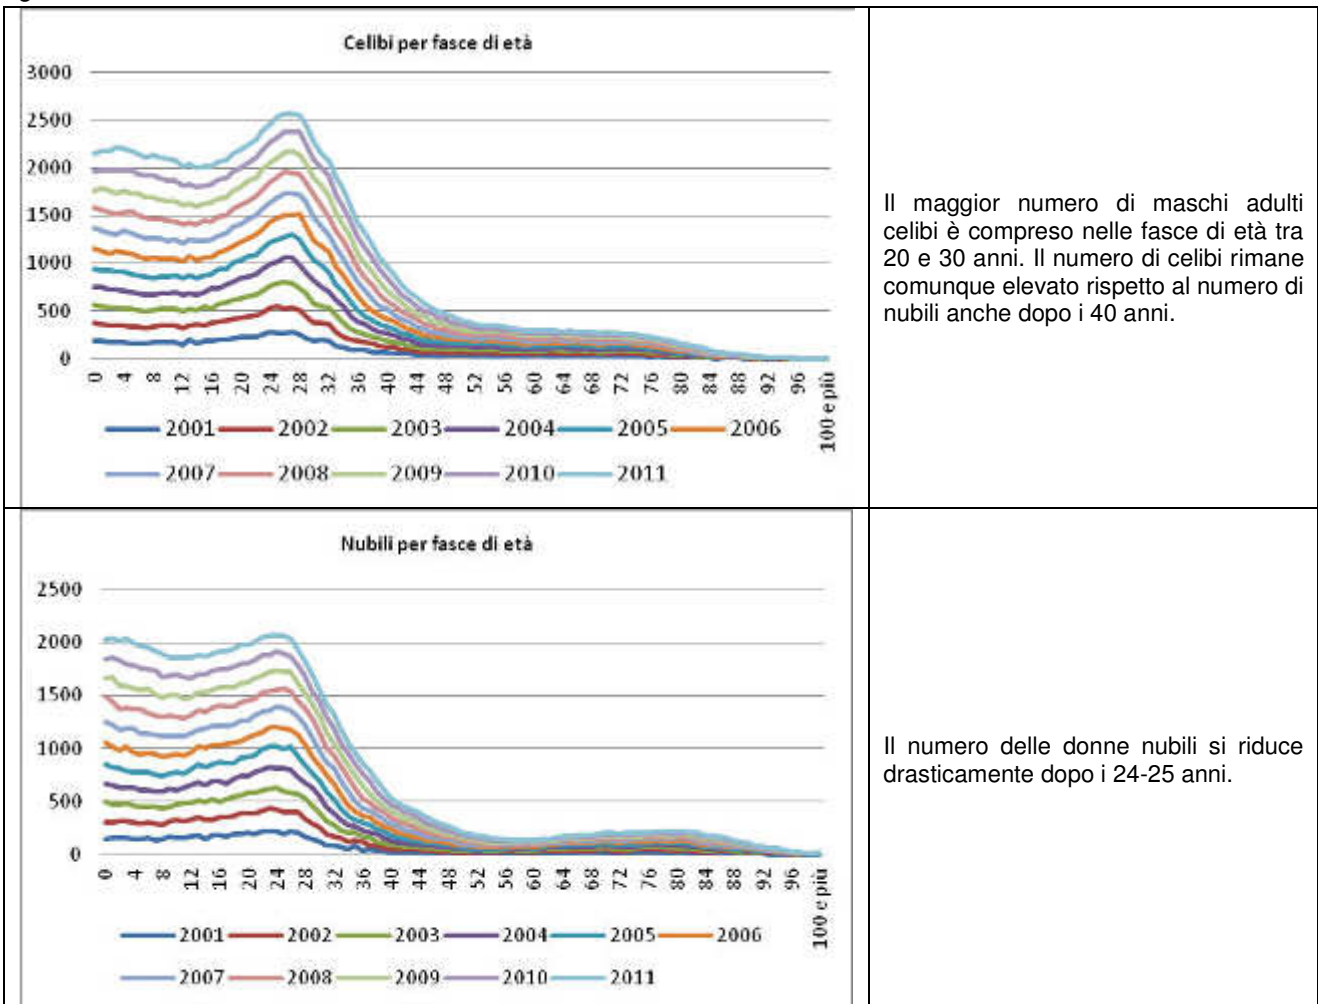 Celibi per fasce di età
3000
2500
2000
1500
1000
500
0
0 4 8 12 16 20 24 28 32 36 40 44 48 52 56 60 64 68 72 76 80 84 88 92 96 100 e più
2001 2002 2003 2004 2005 2006
2007 2008 2009 2010 2011
Il maggior numero di maschi adulti
celibi è compreso nelle fasce di età tra
20 e 30 anni. Il numero di celibi rimane
comunque elevato rispetto al numero di
nubili anche dopo i 40 anni.
Nubili per fasce di età
2500
2000
1500
1000
500
0
0 4 8 12 16 20 24 28 32 36 40 44 48 52 56 60 64 68 72 76 80 84 88 92 96 100 e più
2001 2002 2003 2004 2005 2006
2007 2008 2009 2010 2011
Il numero delle donne nubili si riduce
drasticamente dopo i 24-25 anni.